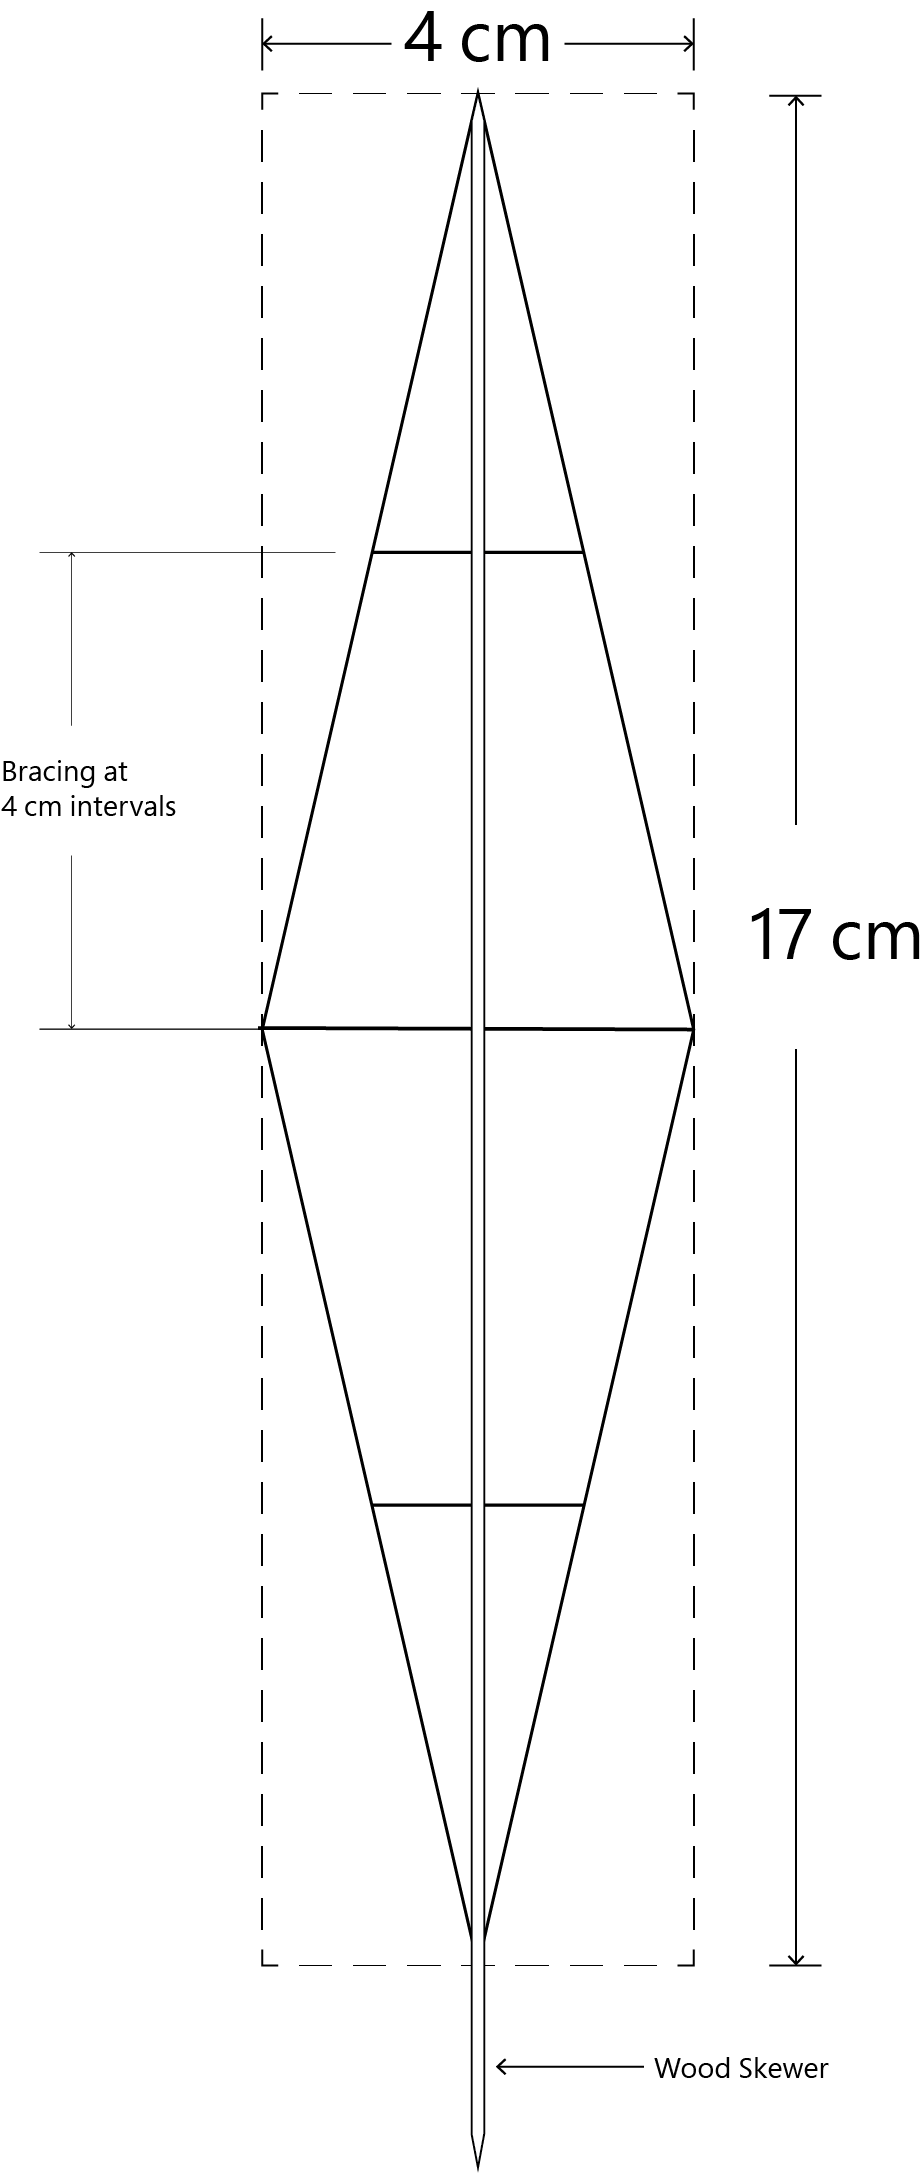 4 cm
Bracing at
4 cm intervals
17 cm
Wood Skewer